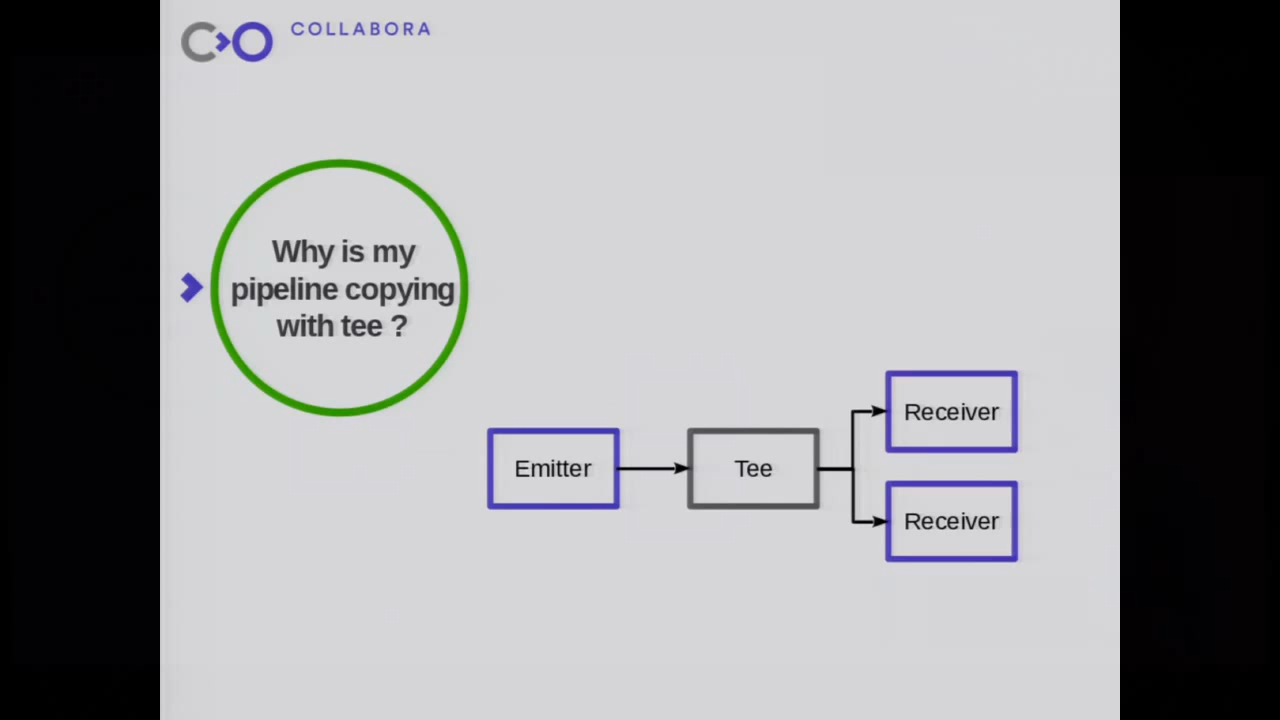 COLLABORA
Why is my
pipeline copying
with tee ?
Receiver
Emitter
Tee
Receiver